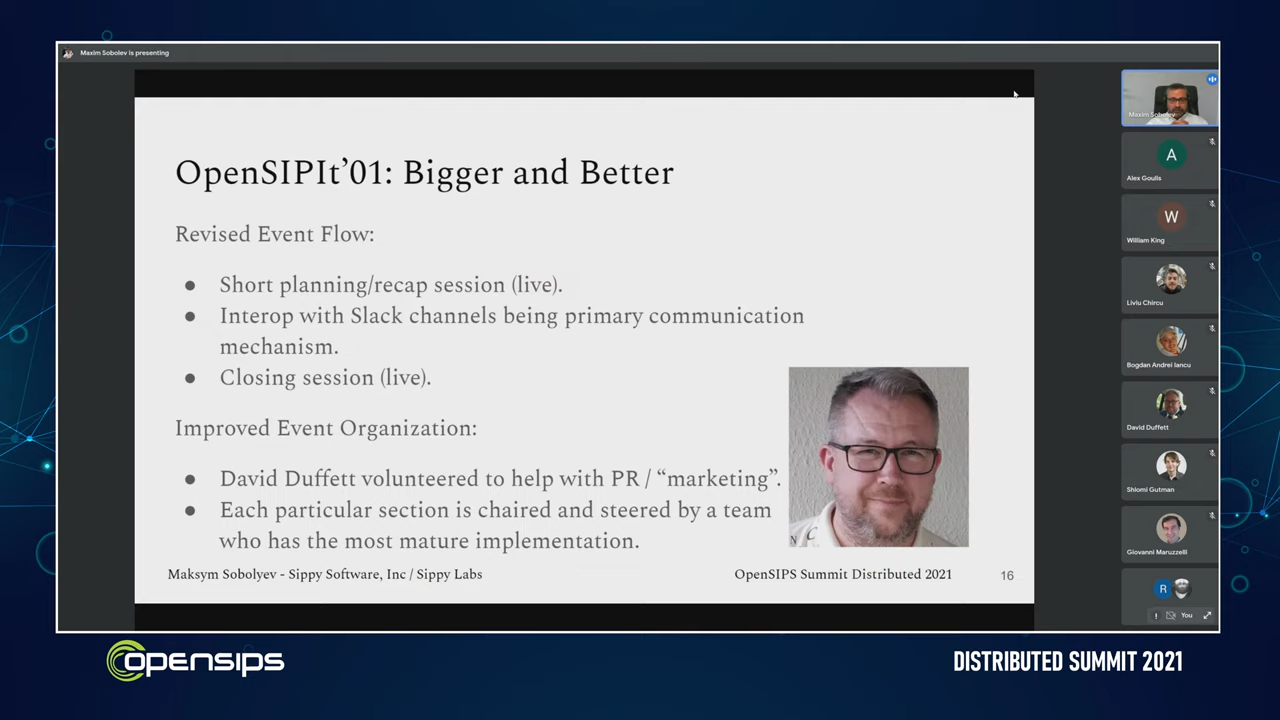 Maxim Sobolev is presenting
OpenSIPIt’01: Bigger and Better
Revised Event Flow:
● Short planning/recap session (live).
● Interop with Slack channels being primary communication
mechanism.
● Closing session (live).
Improved Event Organization:
● David Duffett volunteered to help with PR / “marketing”.
● Each particular section is chaired and steered by a team
who has the most mature implementation.
N C
Maksym Sobolyev - Sippy Software, Inc / Sippy Labs
OpenSIPS Summit Distributed 2021
16
Maxim Sobolev
A
Alex Goulis
W
William King
Liviu Chircu
Bogdan Andrei Iancu
David Duffett
Shlomi Gutman
Giovanni Maruzzelli
R
You
opensips
DISTRIBUTED SUMMIT 2021